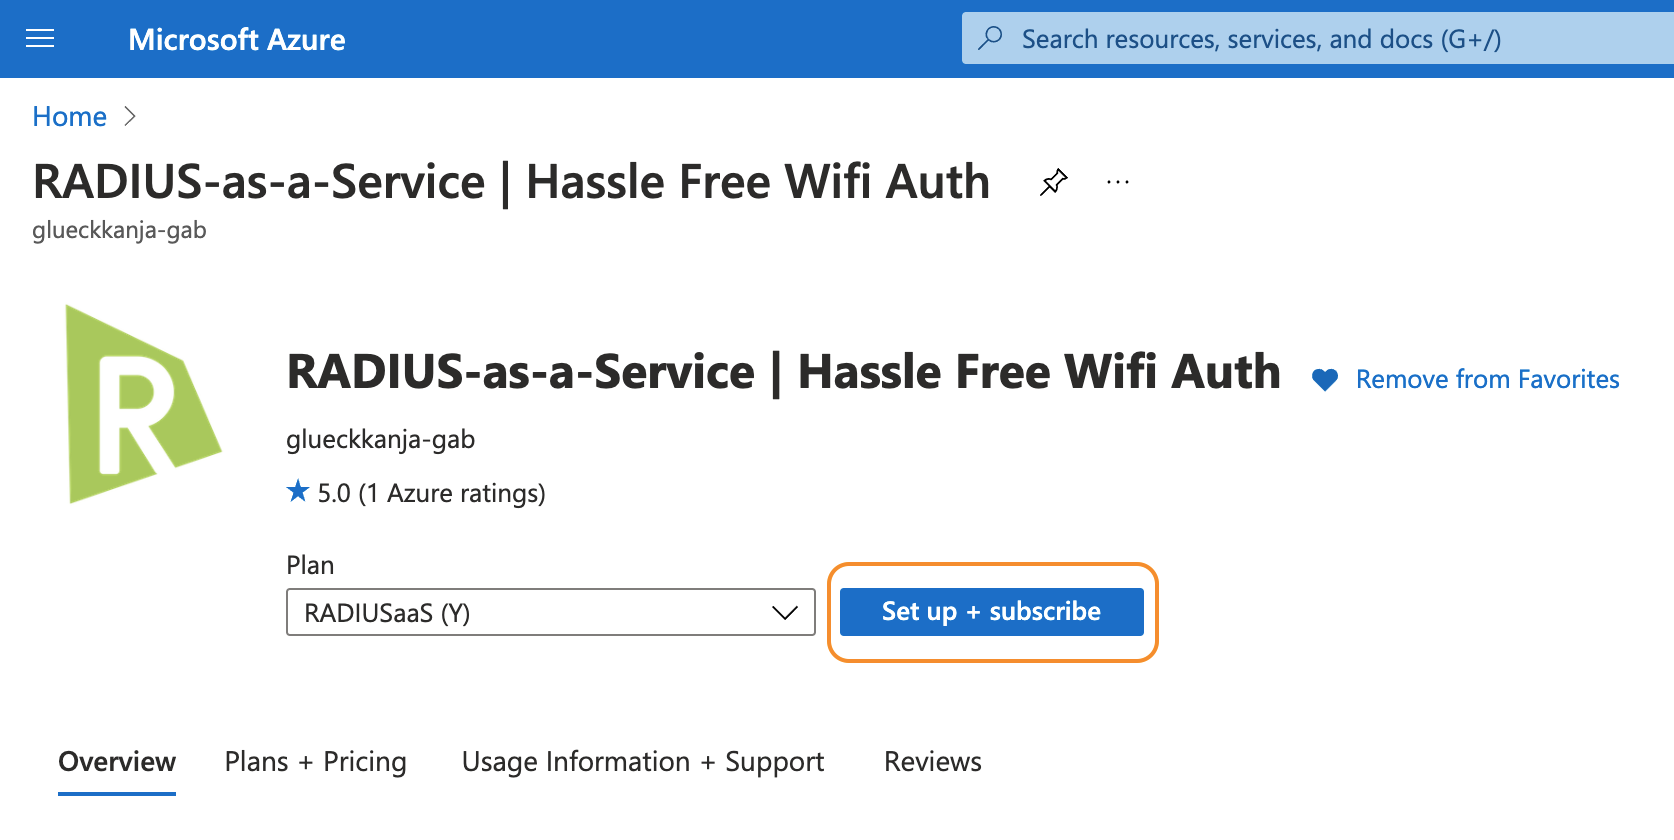 Microsoft Azure
Search resources, services, and docs (G+/)
Home
RADIUS-as-a-Service | Hassle Free Wifi Auth
glueckkanja-gab
R
RADIUS-as-a-Service | Hassle Free Wifi Auth
Remove from Favorites
glueckkanja-gab
5.0 (1 Azure ratings)
Plan
RADIUSaaS (Y)
Set up + subscribe
Overview
Plans + Pricing
Usage Information + Support
Reviews